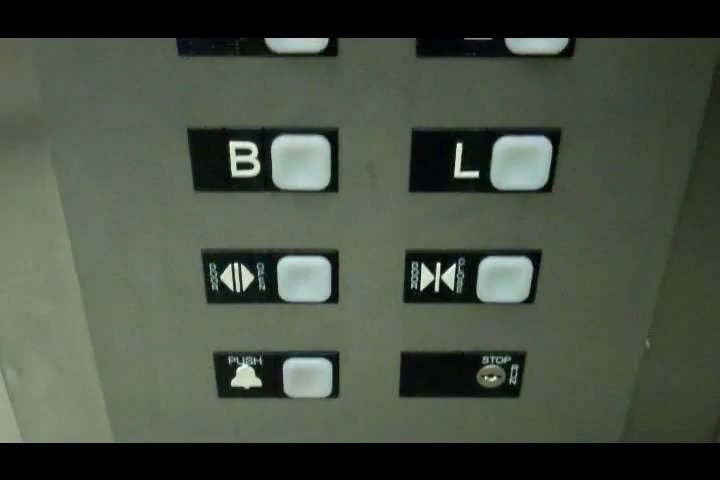 B
L
DOOR OPEN
DOOR CLOSE
PUSH
STOP
RUN